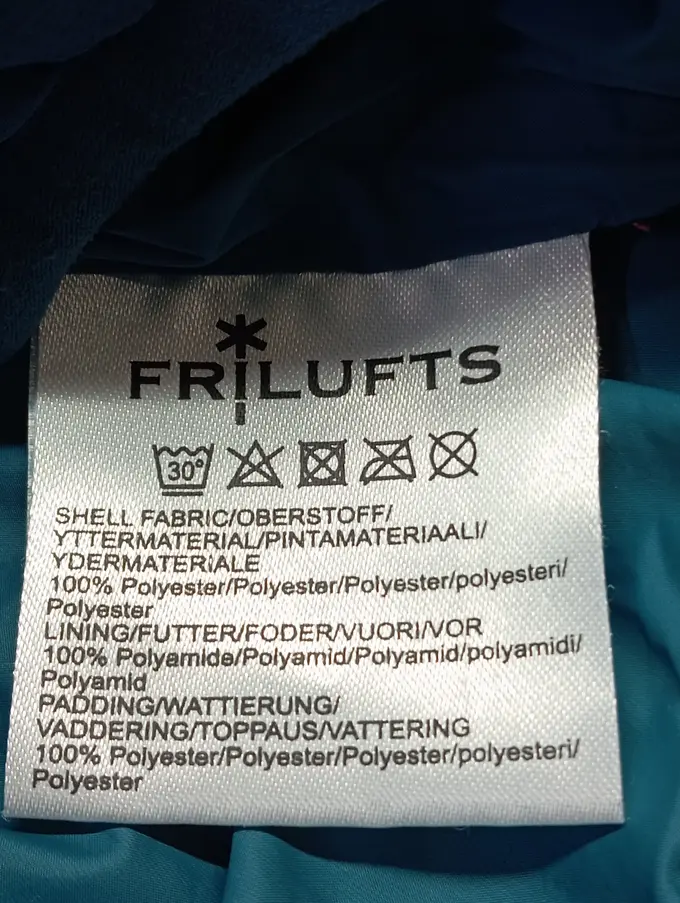 FRILUFTS
30°
SHELL FABRIC/OBERSTOFF/
YTTERMATERIAL/PINTAMATERIAALI/
YDERMATERIALE
100% Polyester/Polyester/Polyester/polyesteri/
Polyester
LINING/FUTTER/FODER/VUORI/VOR
100% Polyamide/Polyamid/Polyamid/polyamidi/
Polyamid
PADDING/WATTIERUNG/
VADDERING/TOPPAUS/VATTERING
100% Polyester/Polyester/Polyester/polyesteri/
Polyester